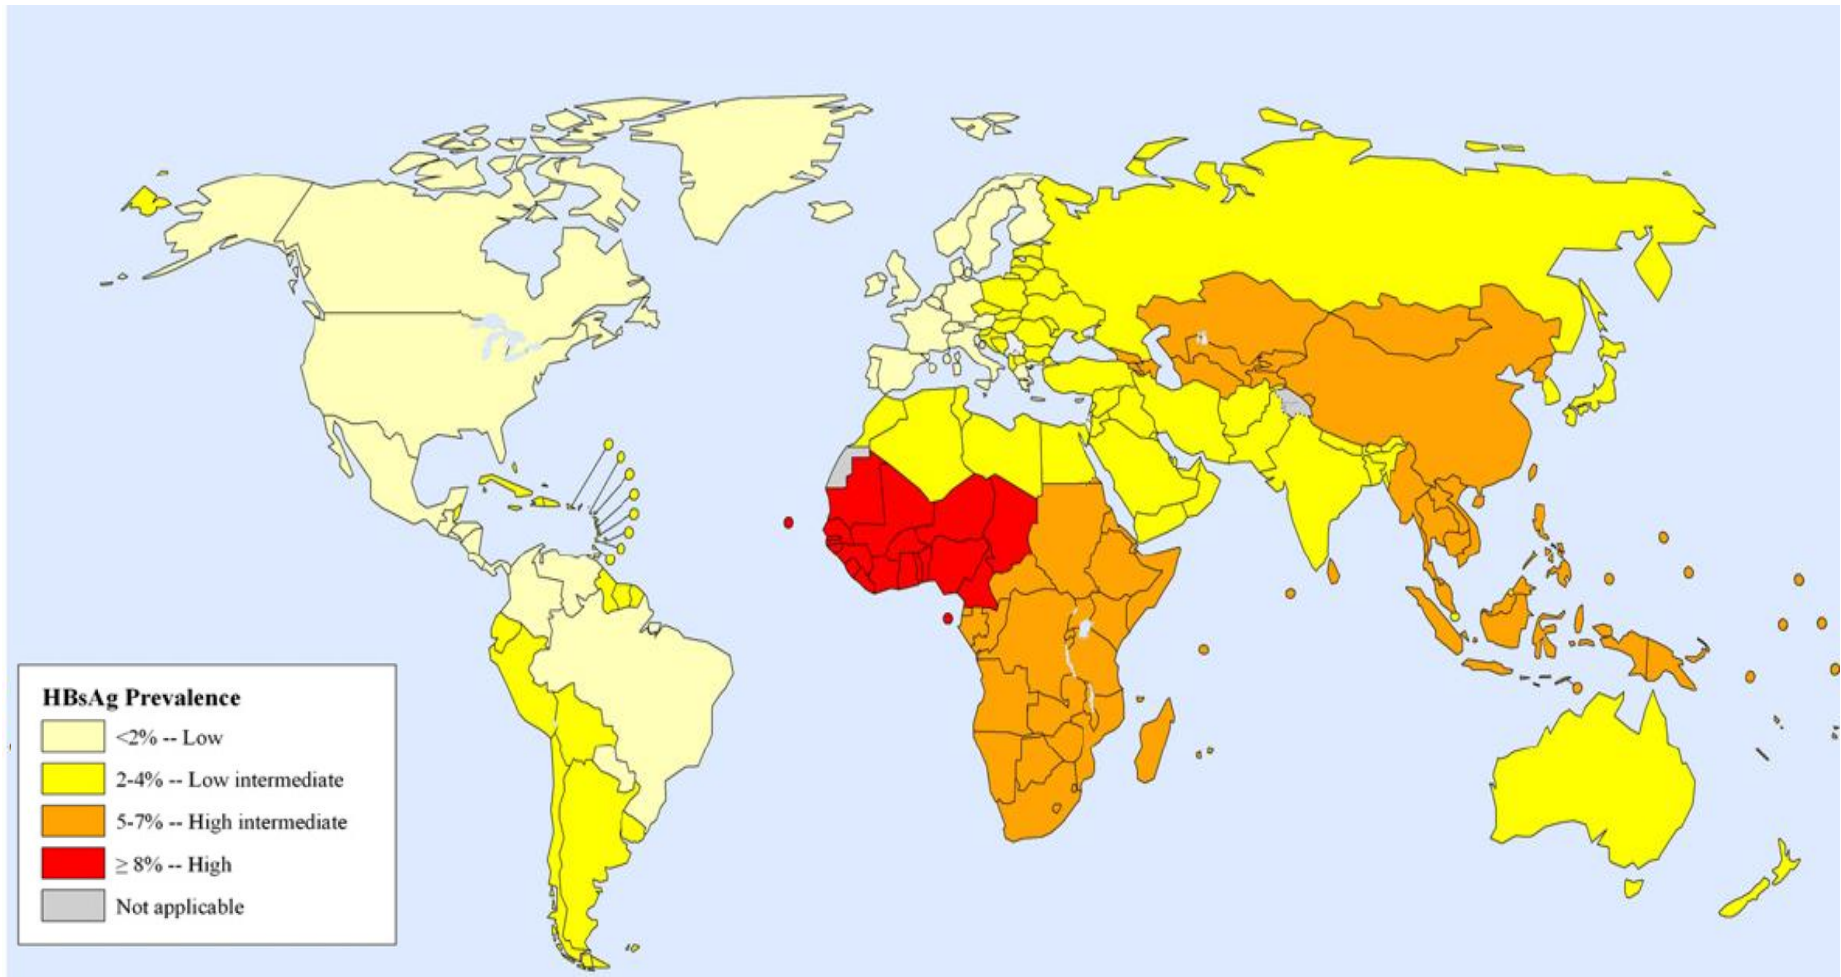 HBsAg Prevalence
<2% -- Low
2-4% -- Low intermediate
5-7% -- High intermediate
≥ 8% -- High
Not applicable